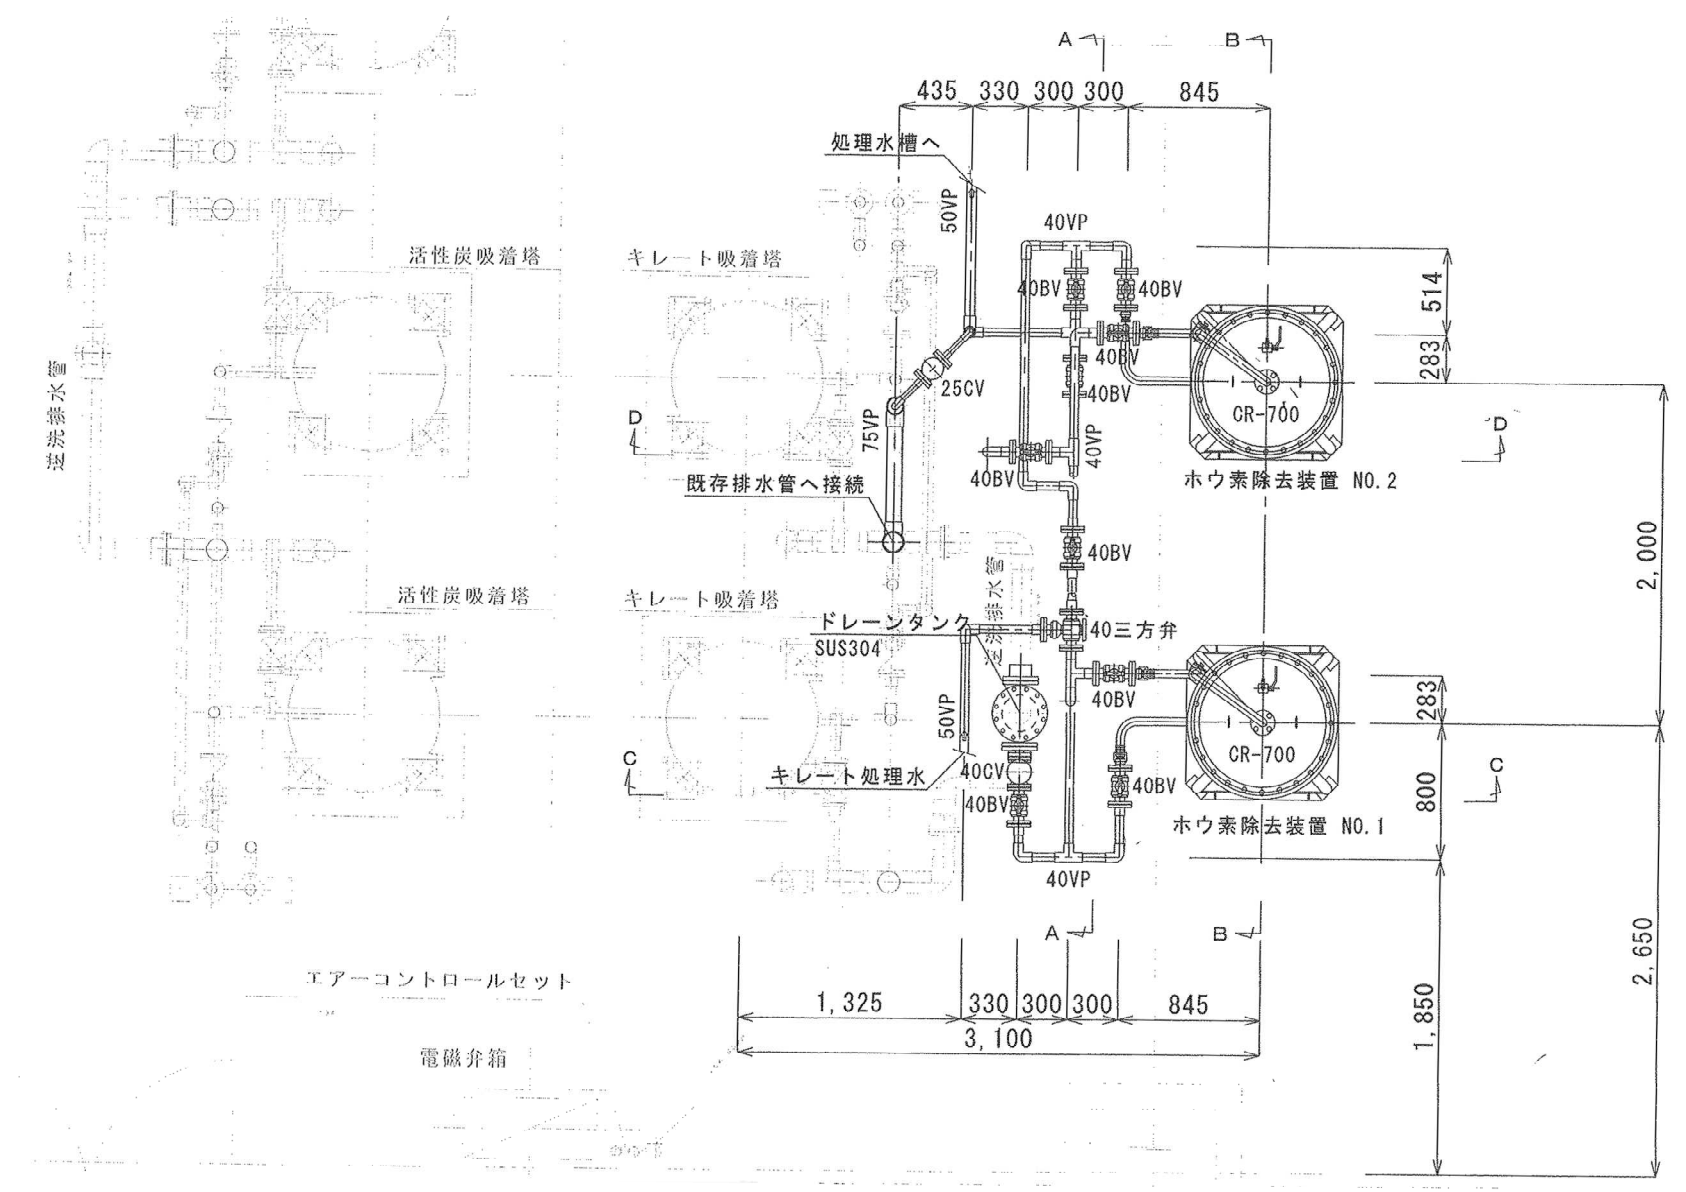 A
B
435
330
300
300
845
処理水槽へ
50VP
40VP
活性炭吸着塔
キレート吸着塔
40BV
40BV
514
40BV
283
25CV
40BV
逆洗排水管
CR-700
D
75VP
D
40VP
40BV
既存排水管へ接続
ホウ素除去装置 NO.2
2,000
40BV
活性炭吸着塔
キレート吸着塔
逆洗排水管
ドレーンタンク
SUS304
40三方弁
40BV
283
50VP
CR-700
C
C
キレート処理水
40CV
40BV
40BV
800
ホウ素除去装置 NO.1
40VP
A
B
2,650
エアーコントロールセット
1,325
330
300
300
845
1,850
3,100
電磁弁箱